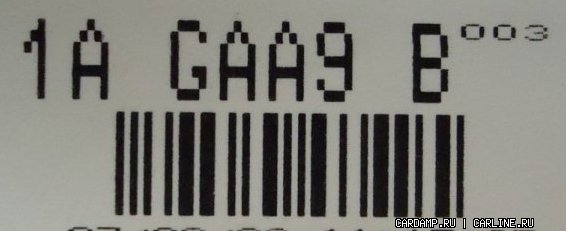 1A GAA9 B 003
CARDAMP.RU | CARLINE.RU